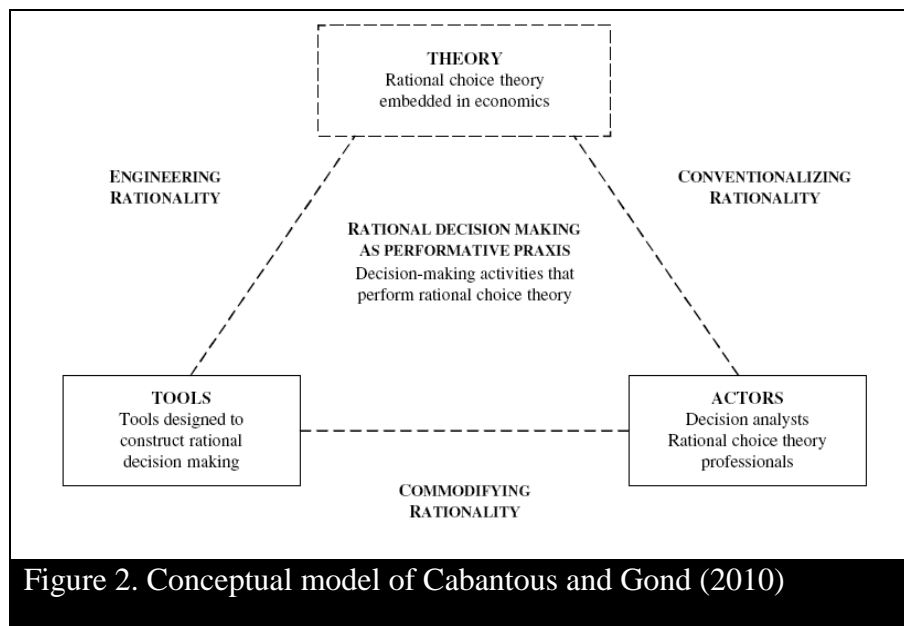 THEORY
Rational choice theory
embedded in economics
ENGINEERING
RATIONALITY
CONVENTIONALIZING
RATIONALITY
RATIONAL DECISION MAKING
AS PERFORMATIVE PRAXIS
Decision-making activities that
perform rational choice theory
TOOLS
Tools designed to
construct rational
decision making
ACTORS
Decision analysts
Rational choice theory
professionals
COMMODIFYING
RATIONALITY
Figure 2. Conceptual model of Cabantous and Gond (2010)